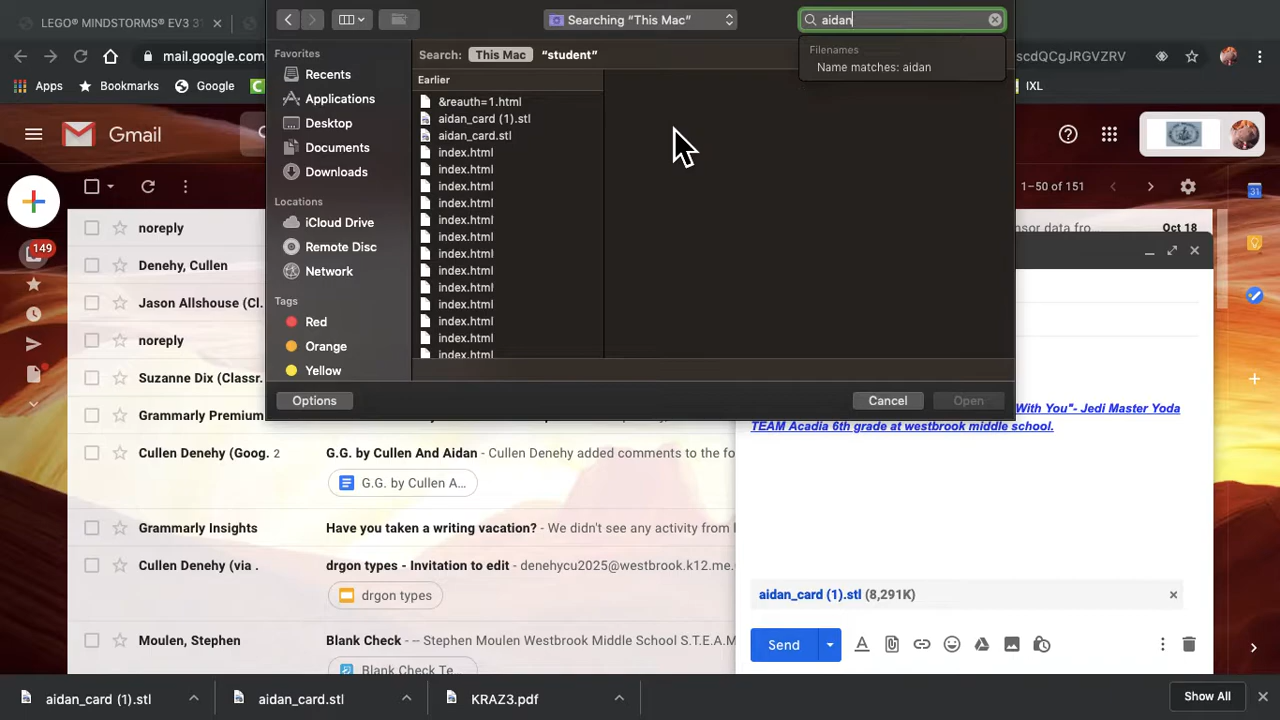 LEGO® MINDSTORMS® EV3 31
Searching "This Mac"
aidan
mail.google.com
scdQCgJRGVZRV
Favorites
Search: This Mac "student"
Filenames
Name matches: aidan
Recents
Earlier
Apps
Bookmarks
Google
Applications
&reauth=1.html
IXL
aidan_card (1).stl
Desktop
aidan_card.stl
Gmail
Documents
index.html
Downloads
index.html
index.html
1–50 of 151
index.html
Locations
iCloud Drive
index.html
noreply
Remote Disc
index.html
nsor data fro...
Oct 18
149
Network
index.html
Denehy, Cullen
index.html
Tags
index.html
Jason Allshouse (Cl.
index.html
Red
index.html
noreply
Orange
index.html
Suzanne Dix (Classr.
Yellow
index.html
Options
Cancel
Open
Grammarly Premium
With You"- Jedi Master Yoda
TEAM Acadia 6th grade at westbrook middle school.
Cullen Denehy (Goog. 2
G.G. by Cullen And Aidan - Cullen Denehy added comments to the fo
G.G. by Cullen A...
Grammarly Insights
Have you taken a writing vacation? - We didn't see any activity from
Cullen Denehy (via .
drgon types - Invitation to edit - denehycu2025@westbrook.k12.me.
drgon types
aidan_card (1).stl (8,291K)
Moulen, Stephen
Blank Check -- Stephen Moulen Westbrook Middle School S.T.E.A.M
Send
Blank Check Te...
aidan_card (1).stl
aidan_card.stl
KRAZ3.pdf
Show All